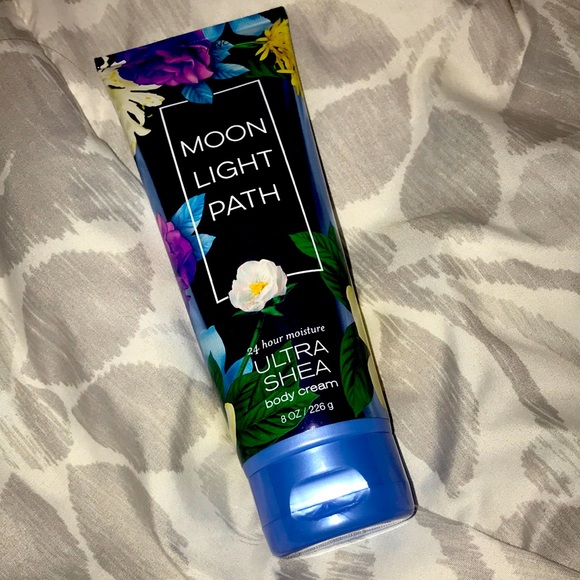 MOON
LIGHT
PATH
24 hour moisture
ULTRA
SHEA
body cream
8 OZ / 226 g